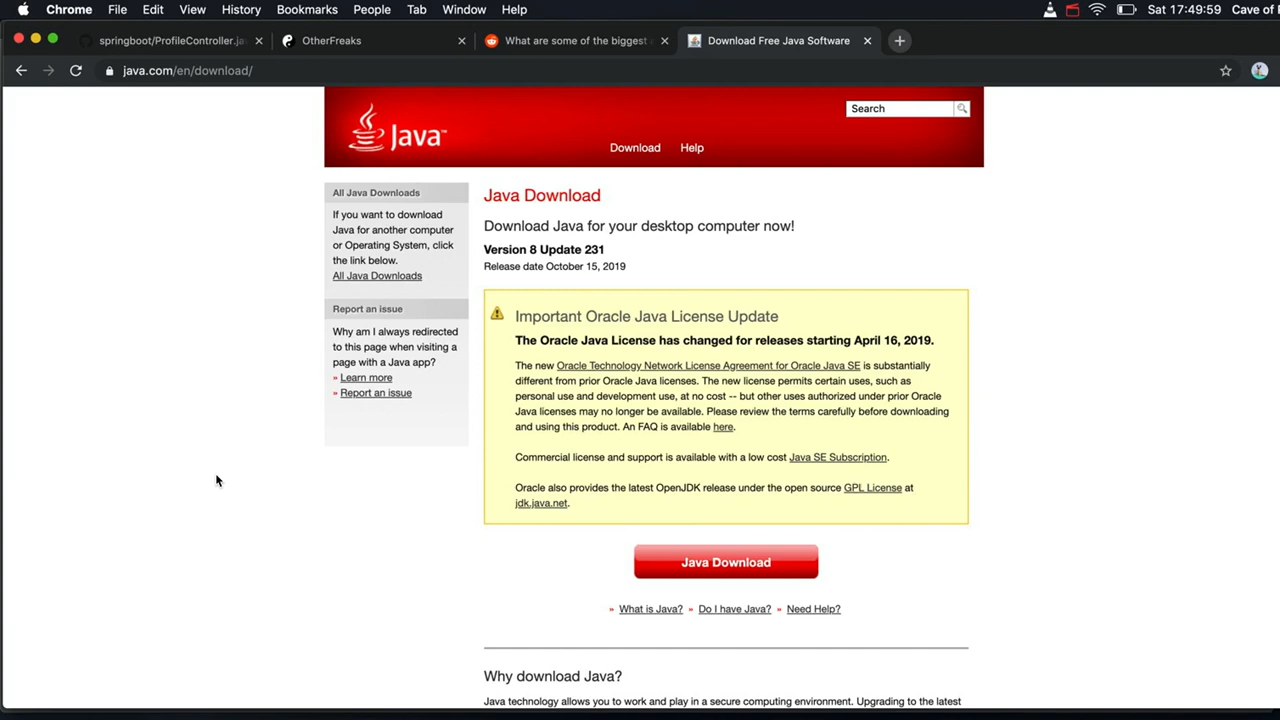 Chrome File Edit View History Bookmarks People Tab Window Help Sat 17:49:59 Cave of
springboot/ProfileController.jav
OtherFreaks
What are some of the biggest
Download Free Java Software
java.com/en/download/
Java™
Search
Download Help
All Java Downloads
If you want to download
Java for another computer
or Operating System, click
the link below.
All Java Downloads
Report an issue
Why am I always redirected
to this page when visiting a
page with a Java app?
» Learn more
» Report an issue
Java Download
Download Java for your desktop computer now!
Version 8 Update 231
Release date October 15, 2019
Important Oracle Java License Update
The Oracle Java License has changed for releases starting April 16, 2019.
The new Oracle Technology Network License Agreement for Oracle Java SE is substantially
different from prior Oracle Java licenses. The new license permits certain uses, such as
personal use and development use, at no cost -- but other uses authorized under prior Oracle
Java licenses may no longer be available. Please review the terms carefully before downloading
and using this product. An FAQ is available here.
Commercial license and support is available with a low cost Java SE Subscription.
Oracle also provides the latest OpenJDK release under the open source GPL License at
jdk.java.net.
Java Download
» What is Java? » Do I have Java? » Need Help?
Why download Java?
Java technology allows you to work and play in a secure computing environment. Upgrading to the latest